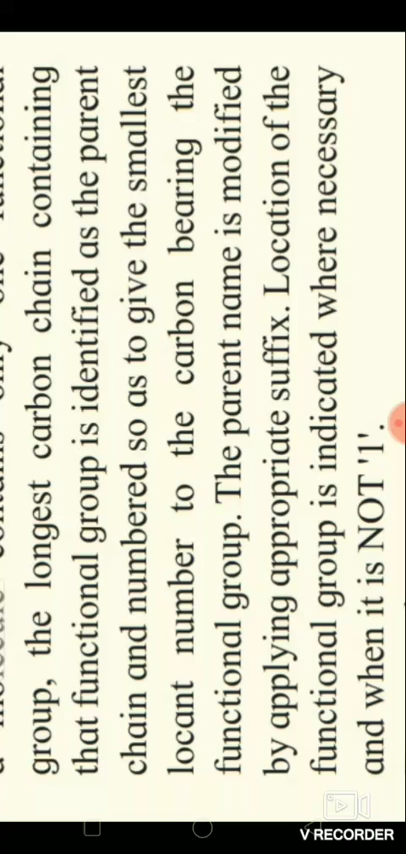 group, the longest carbon chain containing
that functional group is identified as the parent
chain and numbered so as to give the smallest
locant number to the carbon bearing the
functional group. The parent name is modified
by applying appropriate suffix. Location of the
functional group is indicated where necessary
and when it is NOT '1'.
V RECORDER